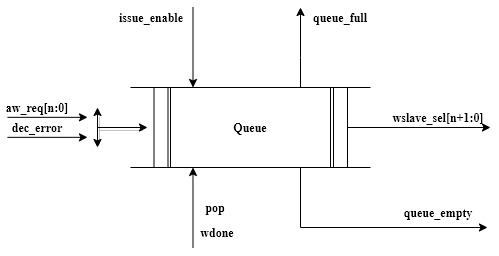 issue_enable
queue_full
aw_req[n:0]
dec_error
Queue
wslave_sel[n+1:0]
pop
wdone
queue_empty